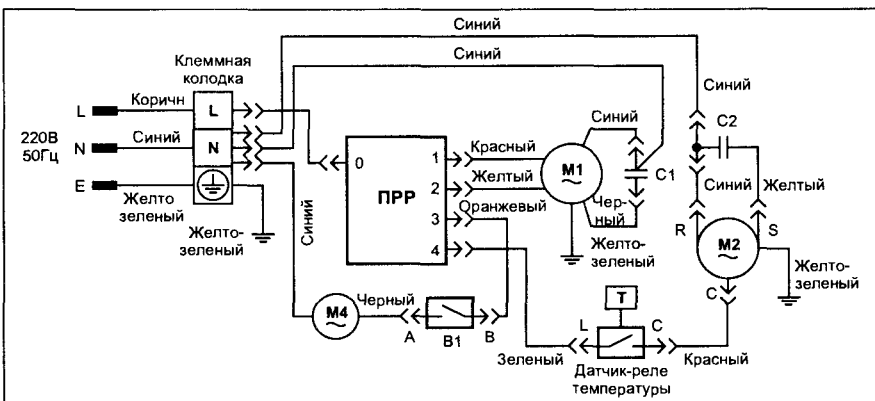 Синий
Клеммная
колодка
Синий
Синий
L
Коричн
L
Синий
C2
220В
50Гц
N
Синий
N
0
1
Красный
M1
~
C1
Синий
Желтый
E
Желто
зеленый
ПРР
2
Желтый
Чер-
ный
Желто-
зеленый
Синий
3
Оранжевый
4
Желто-
зеленый
R
S
M2
~
Желто-
зеленый
C
M4
~
Черный
A
B1
B
T
L
C
Зеленый
Красный
Датчик-реле
температуры